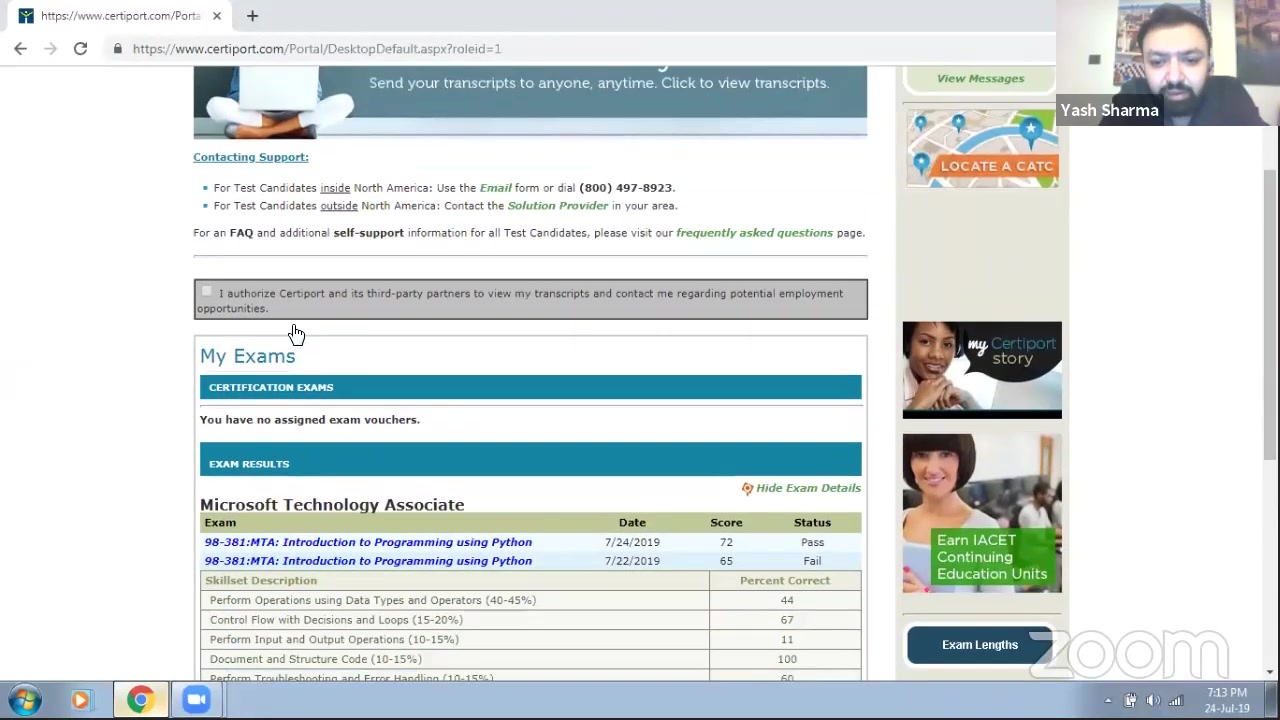 https://www.certiport.com/Porta
https://www.certiport.com/Portal/DesktopDefault.aspx?roleid=1
Send your transcripts to anyone, anytime. Click to view transcripts.
View Messages
Yash Sharma
LOCATE A CATC
Contacting Support:
For Test Candidates inside North America: Use the Email form or dial (800) 497-8923.
For Test Candidates outside North America: Contact the Solution Provider in your area.
For an FAQ and additional self-support information for all Test Candidates, please visit our frequently asked questions page.
I authorize Certiport and its third-party partners to view my transcripts and contact me regarding potential employment
opportunities.
my Certiport
story
My Exams
CERTIFICATION EXAMS
You have no assigned exam vouchers.
EXAM RESULTS
Hide Exam Details
Microsoft Technology Associate
Exam Date Score Status
98-381:MTA: Introduction to Programming using Python 7/24/2019 72 Pass
98-381:MTA: Introduction to Programming using Python 7/22/2019 65 Fail
Skillset Description Percent Correct
Perform Operations using Data Types and Operators (40-45%) 44
Control Flow with Decisions and Loops (15-20%) 67
Perform Input and Output Operations (10-15%) 11
Document and Structure Code (10-15%) 100
Perform Troubleshooting and Error Handling (10-15%) 60
Earn IACET
Continuing
Education Units
Exam Lengths
zoom
7:13 PM
24-Jul-19